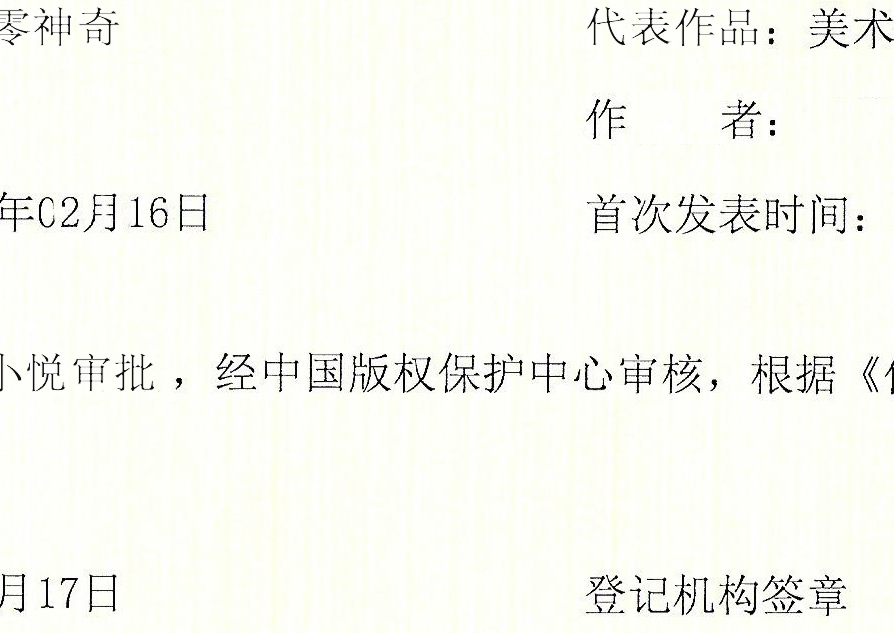 零神奇 代表作品：美术
作 者：
年02月16日 首次发表时间：
小悦审批，经中国版权保护中心审核，根据《
月17日 登记机构签章